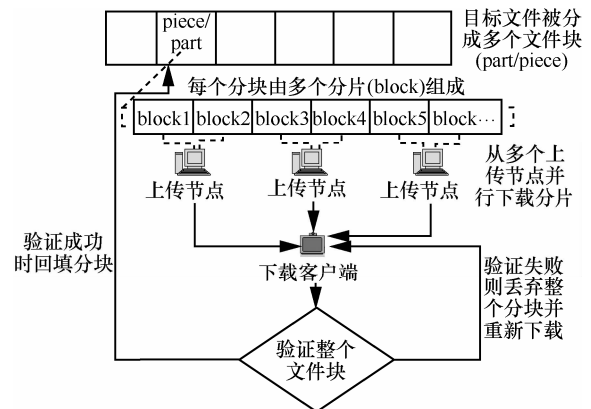 piece/
part
目标文件被分
成多个文件块
(part/piece)
每个分块由多个分片(block)组成
block1
block2
block3
block4
block5
block…
从多个上
传节点并
行下载分片
上传节点
上传节点
上传节点
下载客户端
验证成功
时回填分块
验证失败
则丢弃整
个分块并
重新下载
验证整个
文件块